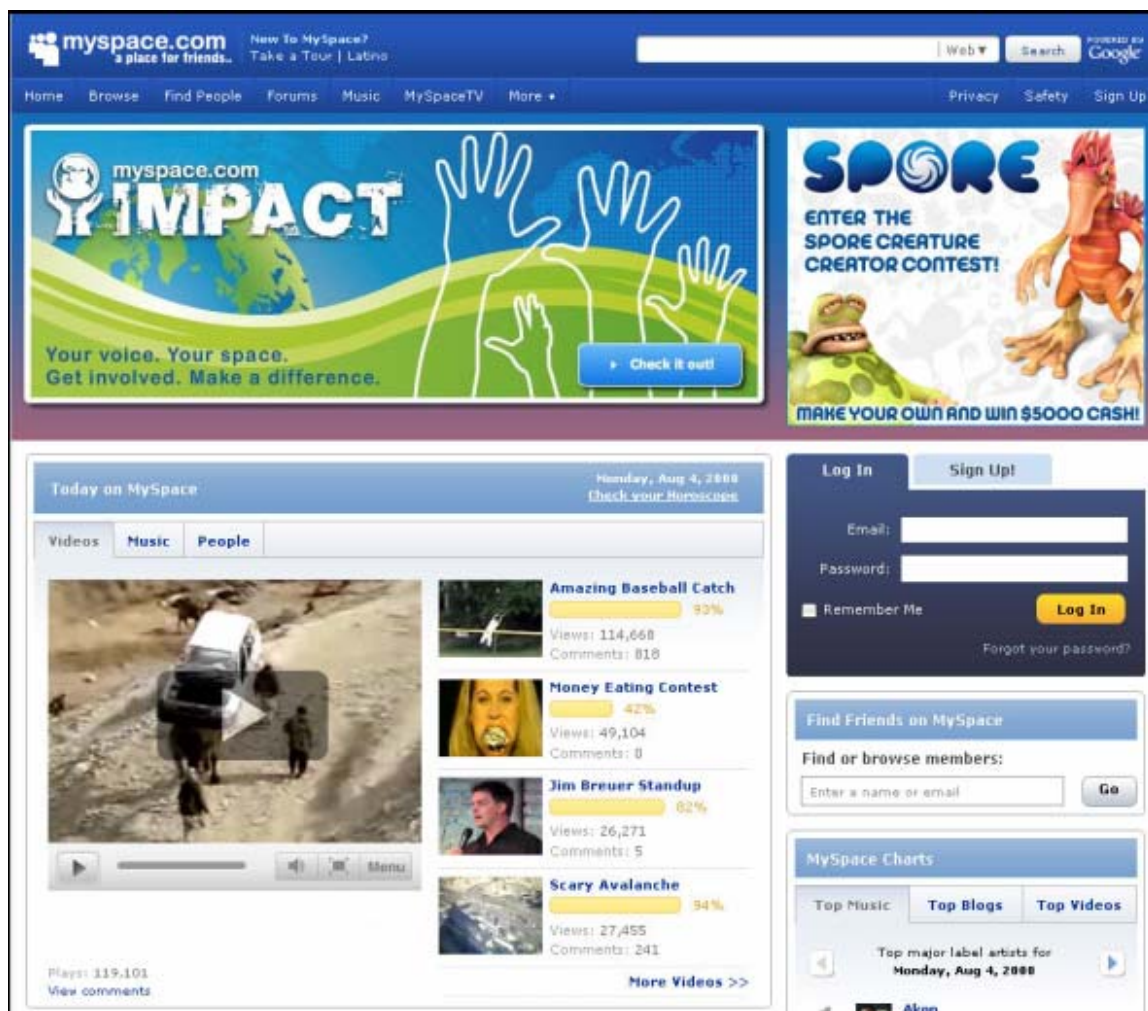 myspace.com
a place for friends.
New To MySpace?
Take a Tour | Latino
Web ▾
Search
POWERED BY
Google
Home Browse Find People Forums Music MySpaceTV More
Privacy Safety Sign Up
myspace.com
IMPACT
Your voice. Your space.
Get involved. Make a difference.
Check it out!
SPORE
ENTER THE
SPORE CREATURE
CREATOR CONTEST!
MAKE YOUR OWN AND WIN $5000 CASH!
Today on MySpace
Monday, Aug 4, 2008
Check your Horoscope
Videos Music People
Menu
Plays: 119,101
View comments
Amazing Baseball Catch
93%
Views: 114,668
Comments: 818
Money Eating Contest
42%
Views: 49,104
Comments: 8
Jim Breuer Standup
82%
Views: 26,271
Comments: 5
Scary Avalanche
94%
Views: 27,455
Comments: 241
More Videos >>
Log In
Sign Up!
Email:
Password:
Remember Me
Log In
Forgot your password?
Find Friends on MySpace
Find or browse members:
Enter a name or email
Go
MySpace Charts
Top Music Top Blogs Top Videos
Top major label artists for
Monday, Aug 4, 2008
Akon